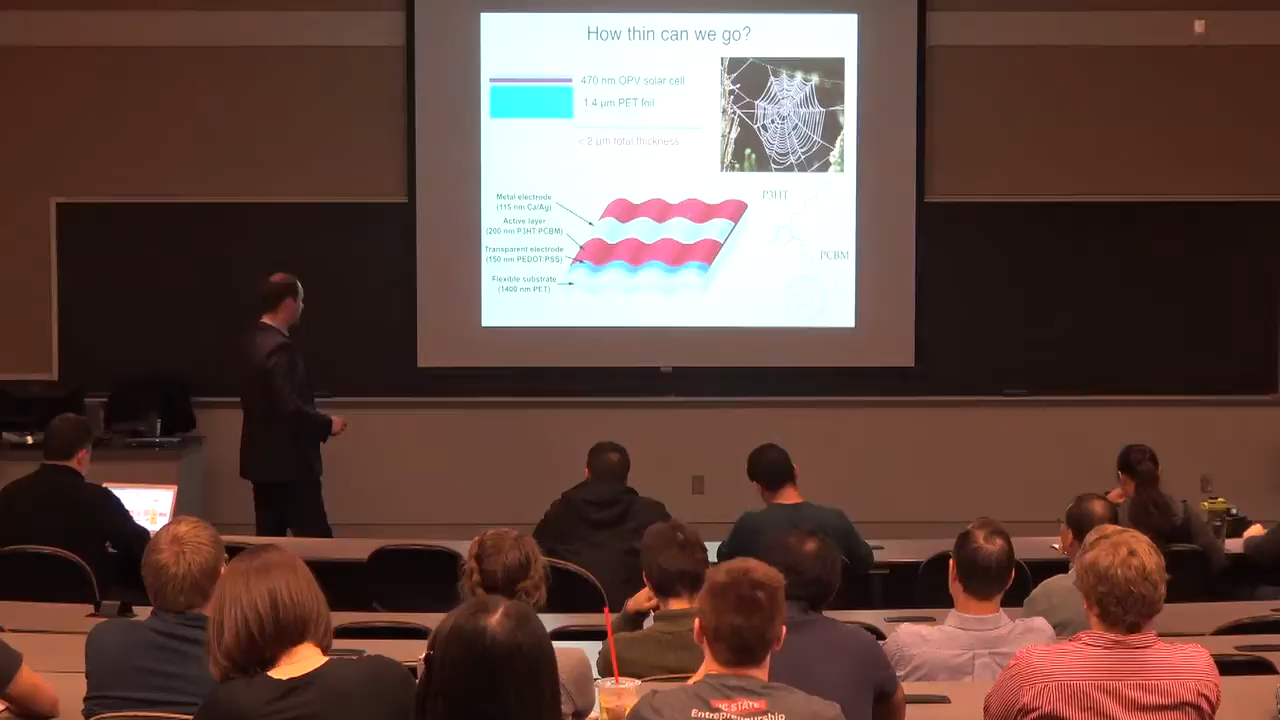 How thin can we go?
470 nm OPV solar cell
1.4 µm PET foil
< 2 µm total thickness
Metal electrode
(115 nm Ca/Ag)
Active layer
(200 nm P3HT:PCBM)
Transparent electrode
(150 nm PEDOT:PSS)
Flexible substrate
(1400 nm PET)
P3HT
PCBM
NC STATE
Entrepreneurship